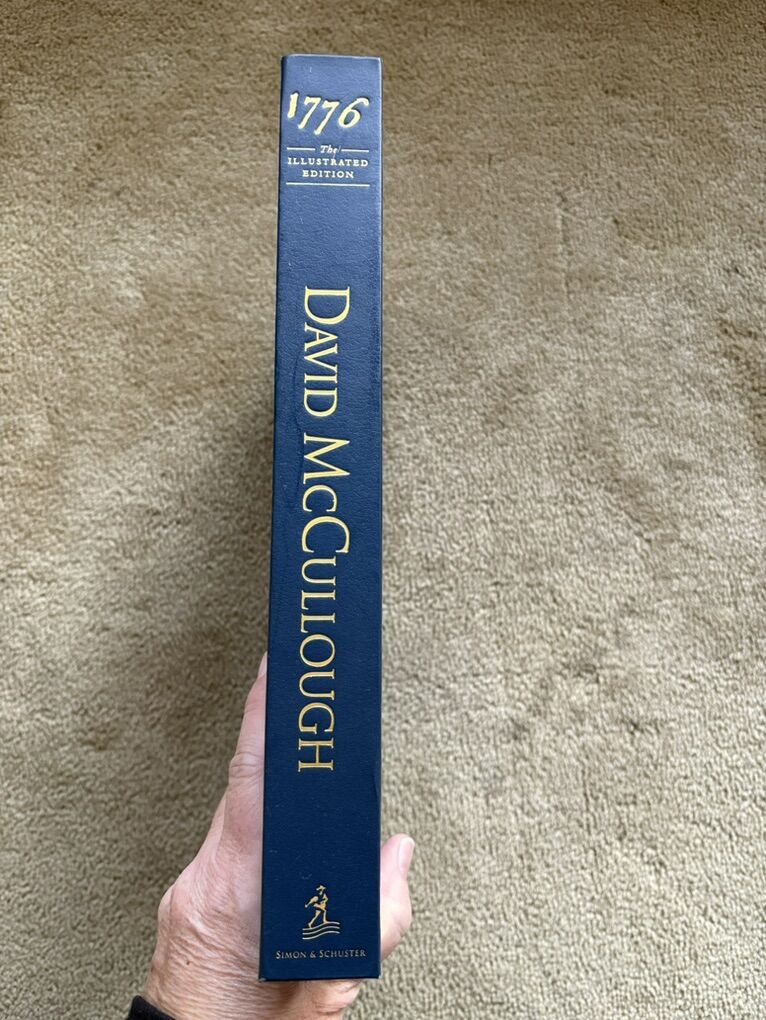 1776
The
ILLUSTRATED
EDITION
DAVID MCCULLOUGH
SIMON & SCHUSTER